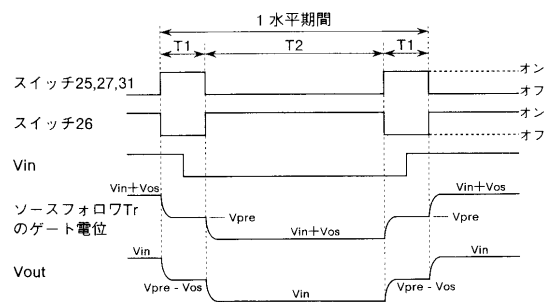 1水平期間
T1 T2 T1
スイッチ25,27,31
オン
オフ
スイッチ26
オン
オフ
Vin
Vin+Vos Vin+Vos
ソースフォロワTr
のゲート電位
Vpre Vin+Vos Vpre
Vin Vin
Vout
Vpre - Vos Vin Vpre - Vos